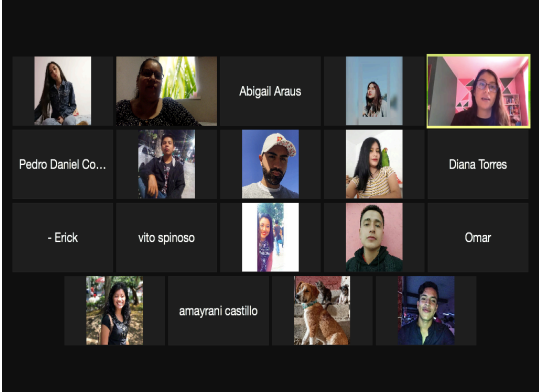 Abigail Araus
Pedro Daniel Co...
Diana Torres
- Erick
vito spinoso
Omar
amayrani castillo